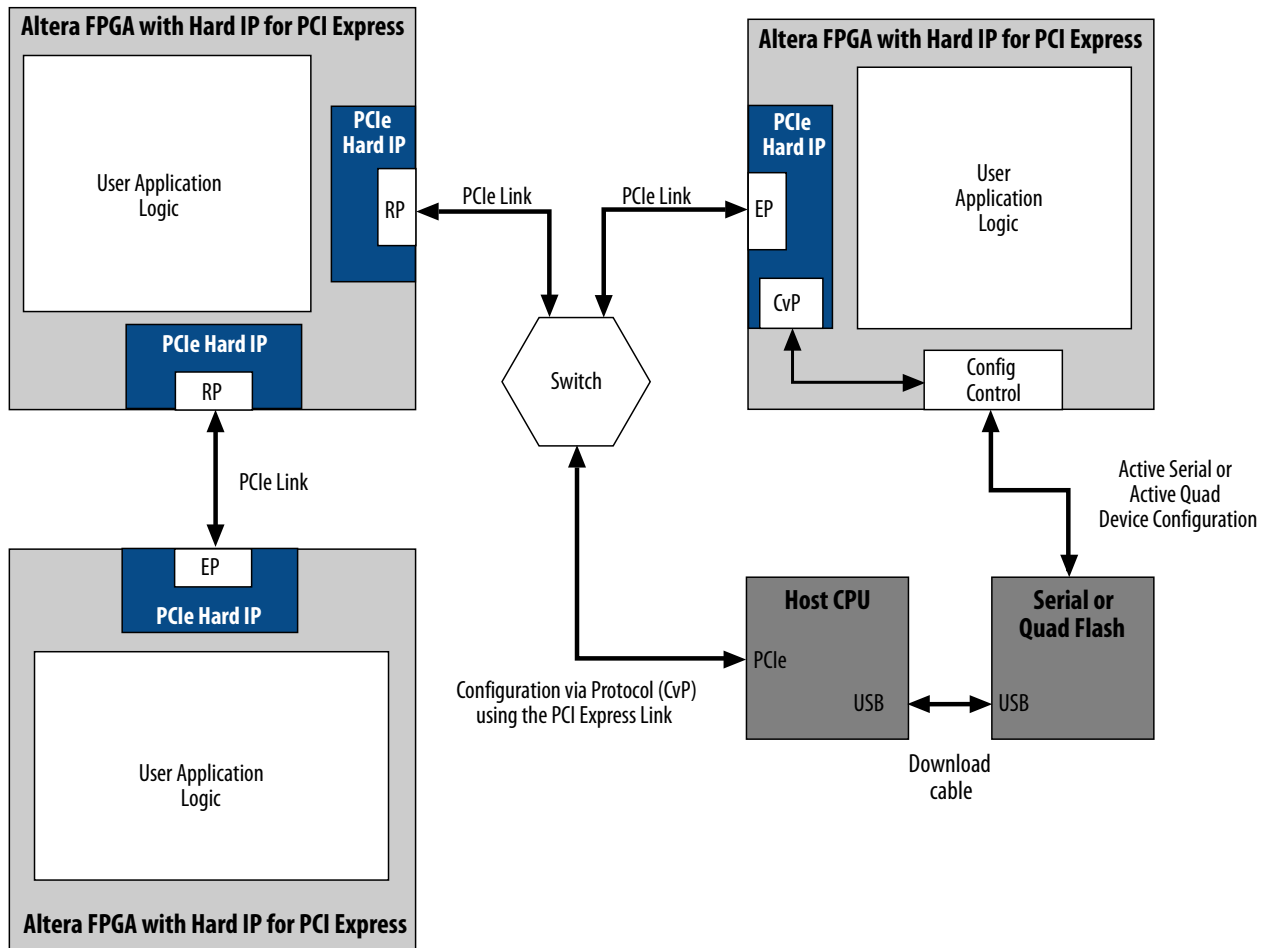 Altera FPGA with Hard IP for PCI Express
User Application
Logic
PCIe
Hard IP
RP
PCIe Link
PCIe Hard IP
RP
PCIe Link
EP
PCIe Hard IP
User Application
Logic
Altera FPGA with Hard IP for PCI Express
Switch
PCIe Link
Altera FPGA with Hard IP for PCI Express
PCIe
Hard IP
EP
CvP
User
Application
Logic
Config
Control
Active Serial or
Active Quad
Device Configuration
Host CPU
PCIe
USB
Serial or
Quad Flash
USB
Download
cable
Configuration via Protocol (CvP)
using the PCI Express Link